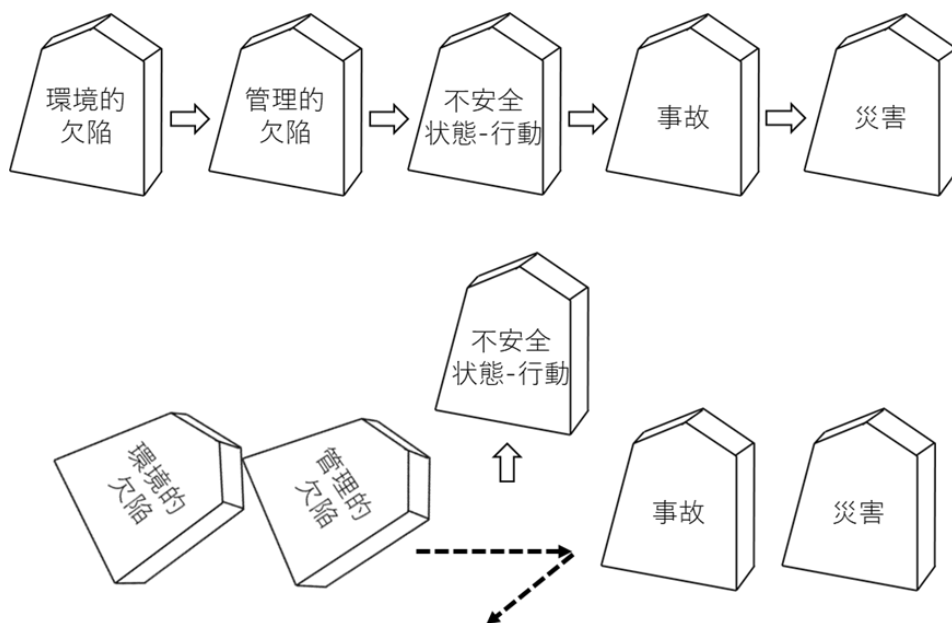 環境的
欠陥
管理的
欠陥
不安全
状態-行動
事故
災害
不安全
状態-行動
環境的
欠陥
管理的
欠陥
事故
災害